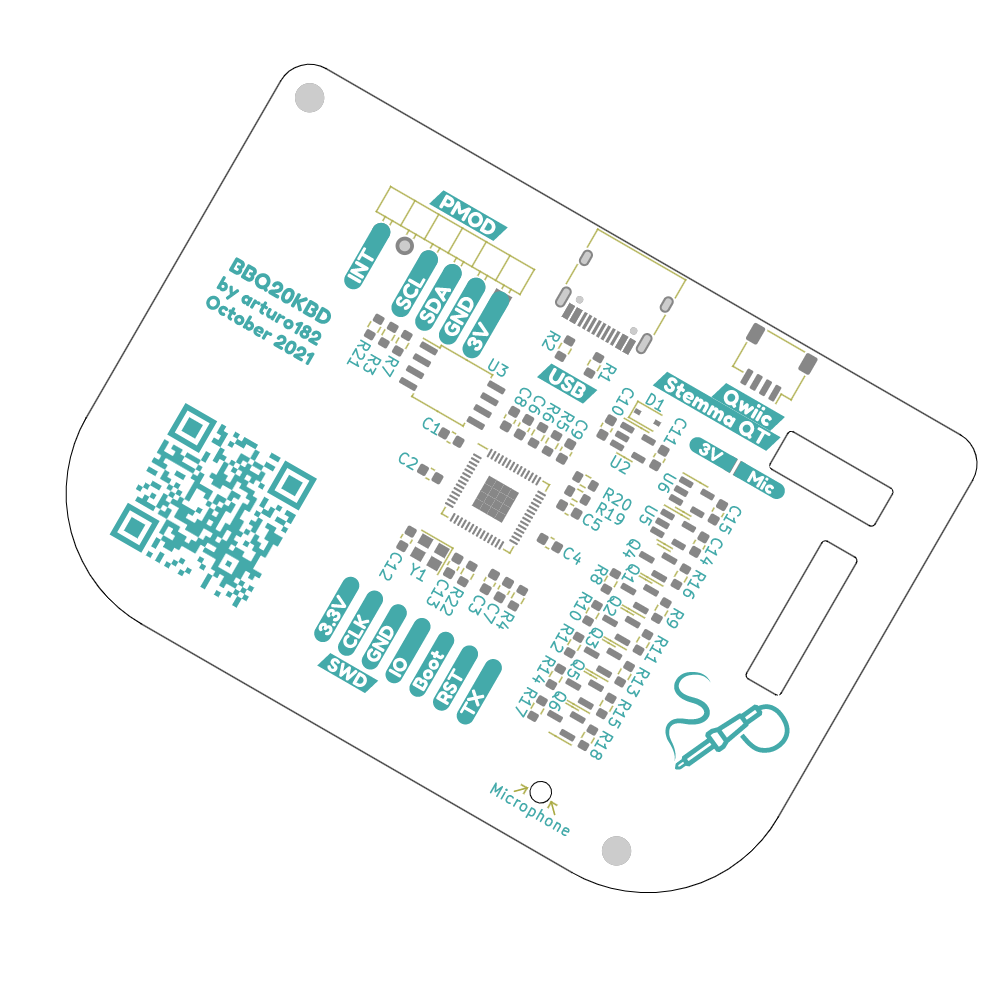 PMOD
INT
SCL
SDA
GND
3V
BBQ20KBD
by arturo182
October 2021
R21
R3
R7
U3
R2
R1
USB
C8
C6
R6
R5
C9
C10
D1
C11
U2
Stemma QT
Qwiic
3V
Mic
C1
C2
R20
R19
C5
C4
U6
U5
C15
C14
R16
Q4
Q1
R8
R9
R10
Q2
R11
R12
Q3
R13
R14
Q5
R15
R17
Q6
R18
C12
Y1
C13
R22
C3
C7
R4
3.3V
CLK
GND
IO
Boot
RST
TX
SWD
Microphone